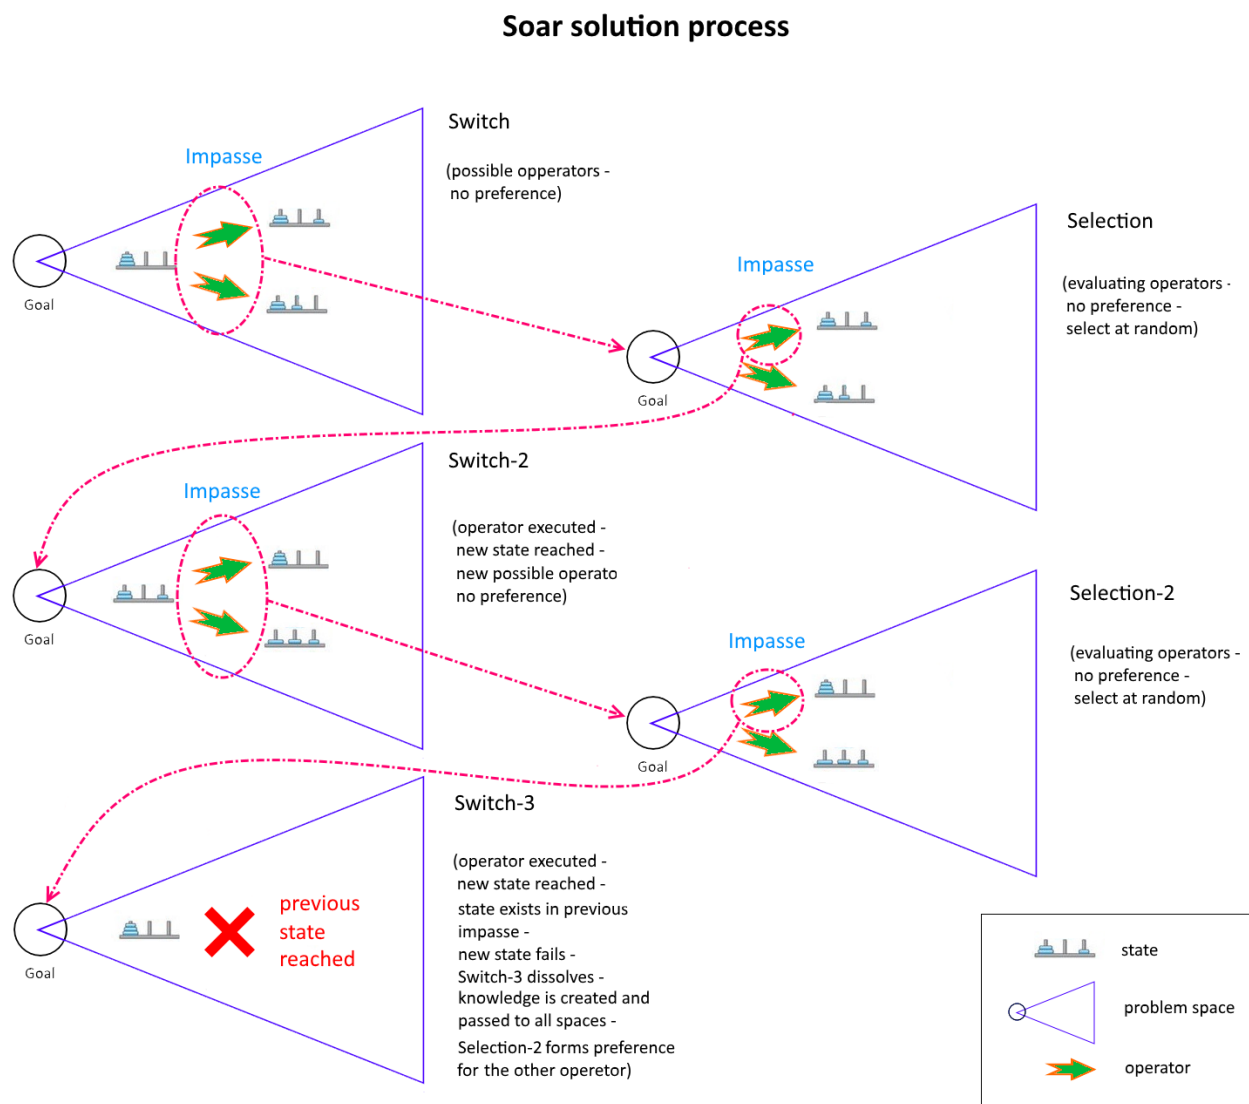 Soar solution process
Switch
Impasse
(possible opperators -
no preference)
Goal
Selection
Impasse
(evaluating operators -
no preference -
select at random)
Goal
Switch-2
Impasse
(operator executed -
new state reached -
new possible operato
no preference)
Goal
Selection-2
Impasse
(evaluating operators -
no preference -
select at random)
Goal
Switch-3
(operator executed -
new state reached -
state exists in previous
impasse -
new state fails -
Switch-3 dissolves -
knowledge is created and
passed to all spaces -
Selection-2 forms preference
for the other operetor)
previous
state
reached
Goal
state
problem space
operator